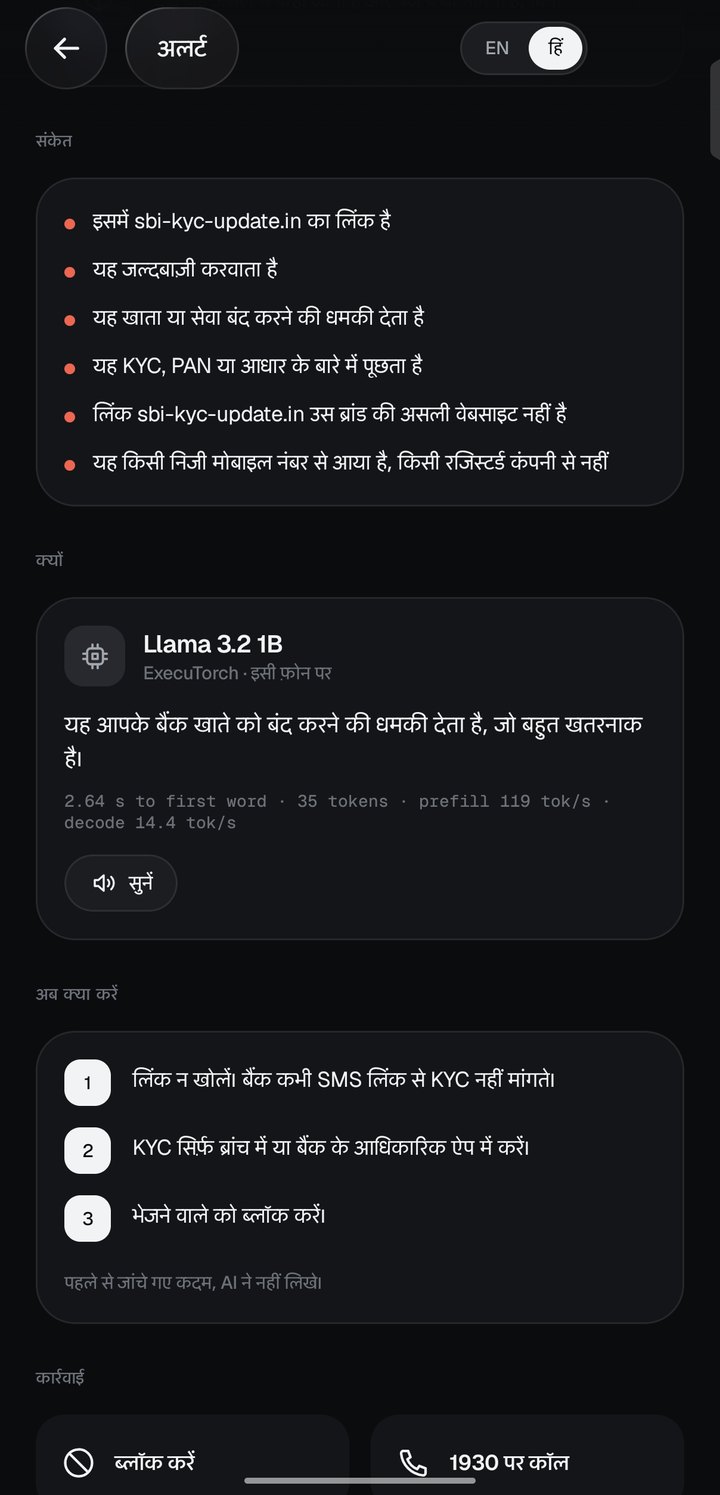 अलर्ट
EN हिं
संकेत
इसमें sbi-kyc-update.in का लिंक है
यह जल्दबाज़ी करवाता है
यह खाता या सेवा बंद करने की धमकी देता है
यह KYC, PAN या आधार के बारे में पूछता है
लिंक sbi-kyc-update.in उस ब्रांड की असली वेबसाइट नहीं है
यह किसी निजी मोबाइल नंबर से आया है, किसी रजिस्टर्ड कंपनी से नहीं
क्यों
Llama 3.2 1B
ExecuTorch · इसी फ़ोन पर
यह आपके बैंक खाते को बंद करने की धमकी देता है, जो बहुत खतरनाक
है।
2.64 s to first word · 35 tokens · prefill 119 tok/s ·
decode 14.4 tok/s
सुनें
अब क्या करें
1 लिंक न खोलें। बैंक कभी SMS लिंक से KYC नहीं मांगते।
2 KYC सिर्फ़ ब्रांच में या बैंक के आधिकारिक ऐप में करें।
3 भेजने वाले को ब्लॉक करें।
पहले से जांचे गए कदम, AI ने नहीं लिखे।
कार्रवाई
ब्लॉक करें
1930 पर कॉल